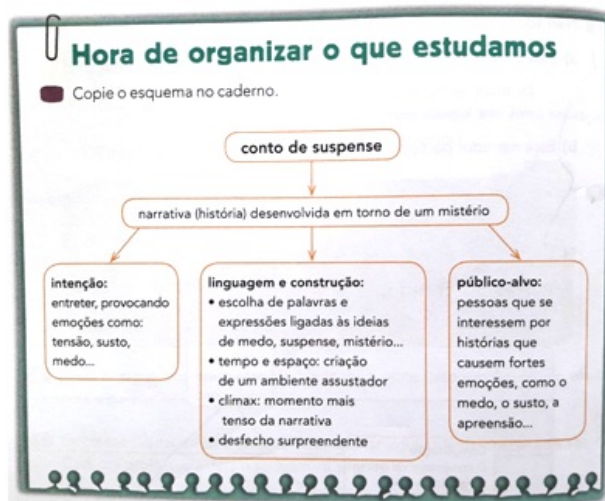 Hora de organizar o que estudamos
Copie o esquema no caderno.
conto de suspense
narrativa (história) desenvolvida em torno de um mistério
intenção:
entreter, provocando
emoções como:
tensão, susto,
medo...
linguagem e construção:
• escolha de palavras e
expressões ligadas às ideias
de medo, suspense, mistério...
• tempo e espaço: criação
de um ambiente assustador
• clímax: momento mais
tenso da narrativa
• desfecho surpreendente
público-alvo:
pessoas que se
interessem por
histórias que
causem fortes
emoções, como o
medo, o susto, a
apreensão...